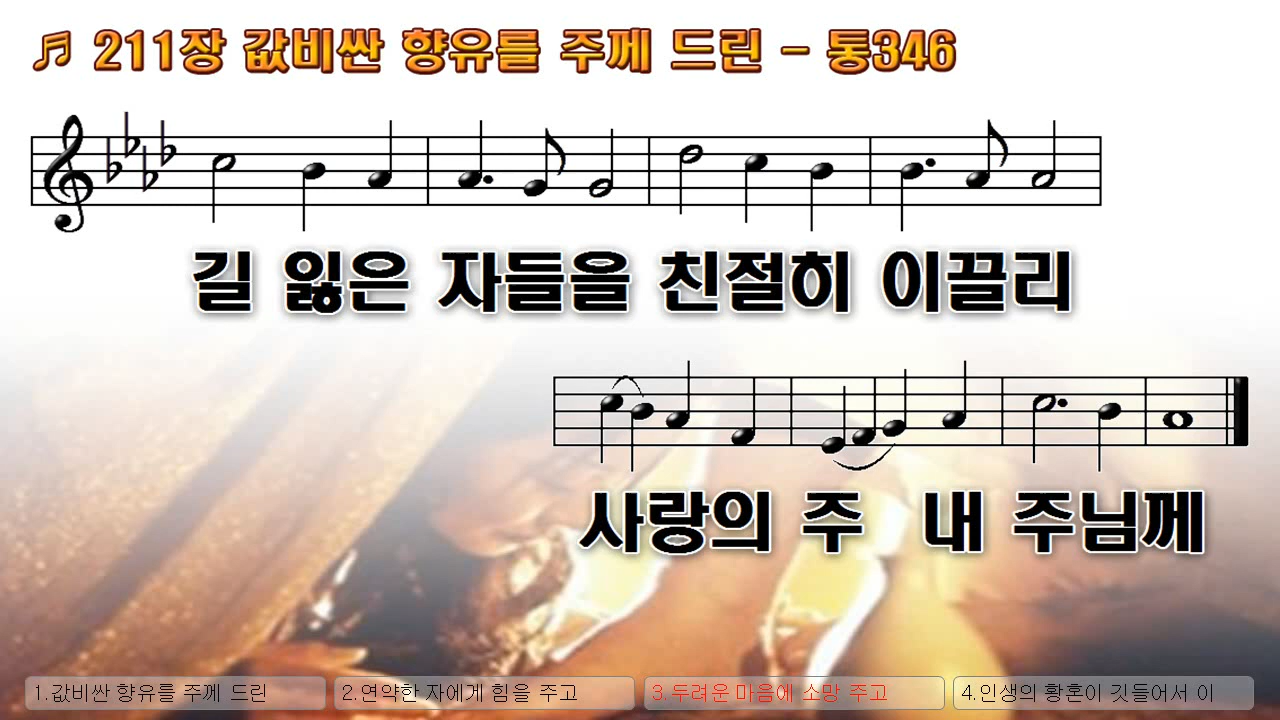 ♬ 211장 값비싼 향유를 주께 드린 - 통346
길 잃은 자들을 친절히 이끌리
사랑의 주 내 주님께
1.값비싼 향유를 주께 드린
2.연약한 자에게 힘을 주고
3.두려운 마음에 소망 주고
4.인생의 황혼이 깃들어서 이